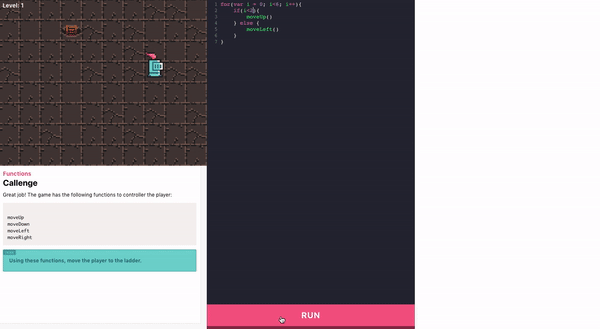 Level: 1
1 for(var i = 0; i<6; i++){
2 if(i<2){
3 moveUp()
4 } else {
5 moveLeft()
6 }
7 }
Functions
Callenge
Great job! The game has the following functions to controller the player:
moveUp
moveDown
moveLeft
moveRight
Using these functions, move the player to the ladder.
RUN